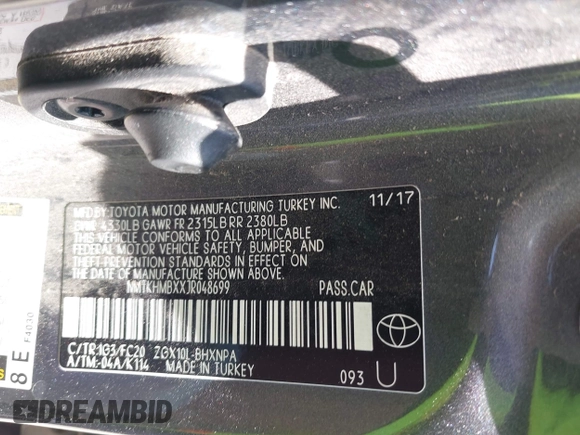 MFD.BY:TOYOTA MOTOR MANUFACTURING TURKEY INC. 11/17
GVWR 4330LB GAWR FR 2315LB RR 2380LB
THIS VEHICLE CONFORMS TO ALL APPLICABLE
FEDERAL MOTOR VEHICLE SAFETY, BUMPER, AND
THEFT PREVENTION STANDARDS IN EFFECT ON
THE DATE OF MANUFACTURE SHOWN ABOVE.
NMTKHMBXXJR048699 PASS.CAR
C/TR:1G3/FC20 ZGX10L-BHXNPA
A/TM:-04A/K114 MADE IN TURKEY
093 U
8 E F4030
DREAMBID